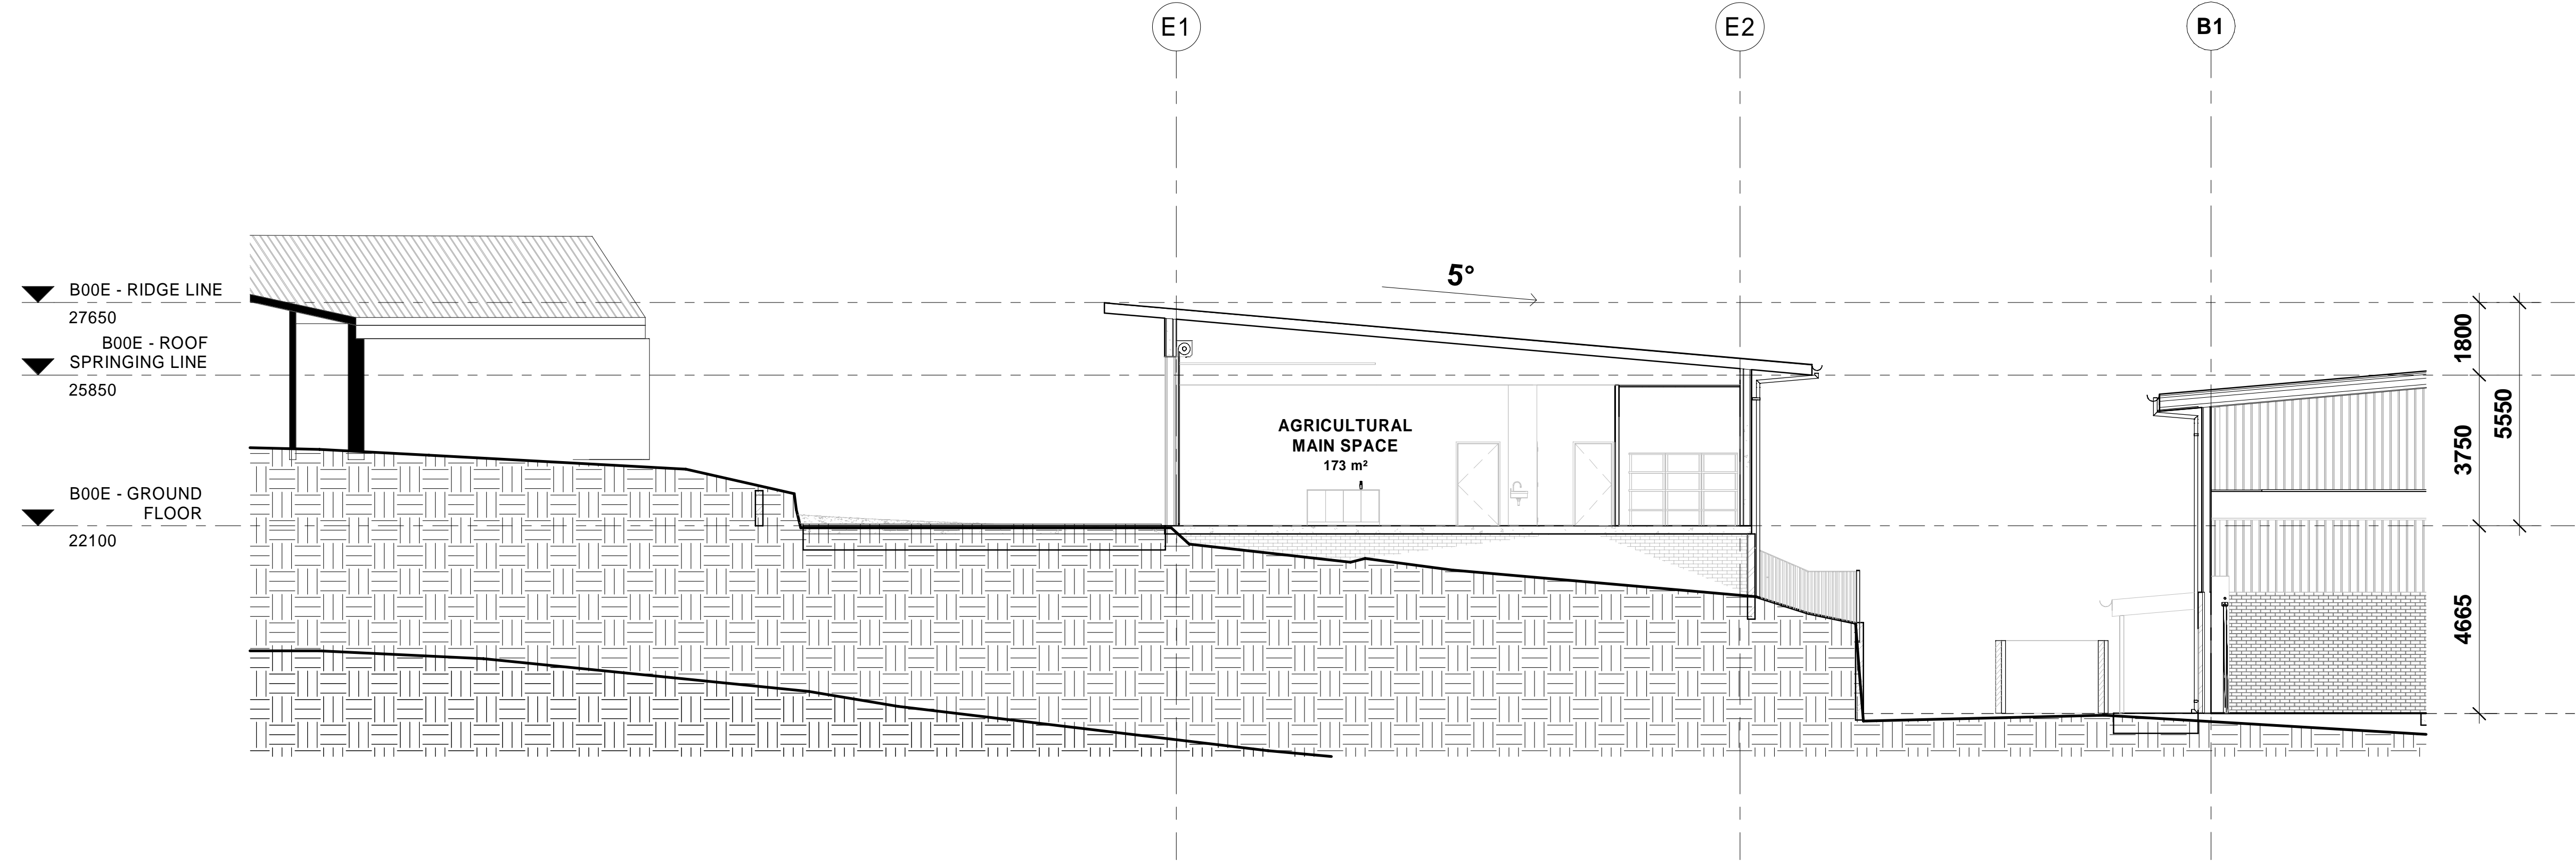 E1
E2
B1
5°
B00E - RIDGE LINE
27650
B00E - ROOF
SPRINGING LINE
25850
B00E - GROUND
FLOOR
22100
AGRICULTURAL
MAIN SPACE
173 m²
1800
3750
5550
4665